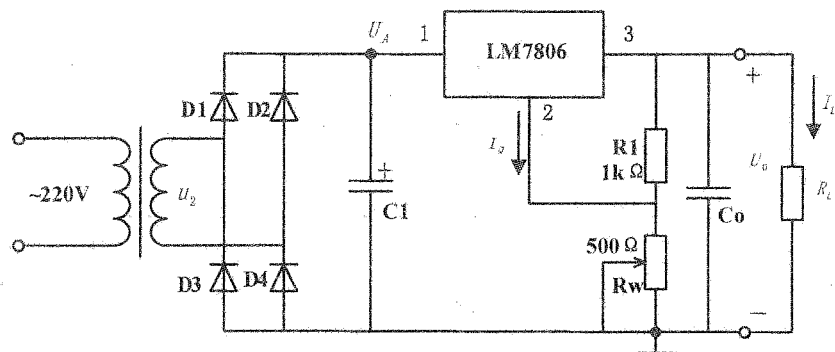 U_A
1
LM7806
3
D1
D2
2
+
I_L
R1
1kΩ
U_o
R_L
~220V
u_2
+
C1
Co
500Ω
D3
D4
Rw
−